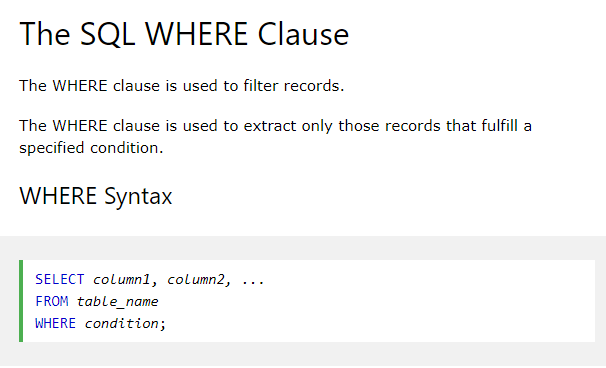 The SQL WHERE Clause
The WHERE clause is used to filter records.
The WHERE clause is used to extract only those records that fulfill a
specified condition.
WHERE Syntax
SELECT column1, column2, ...
FROM table_name
WHERE condition;